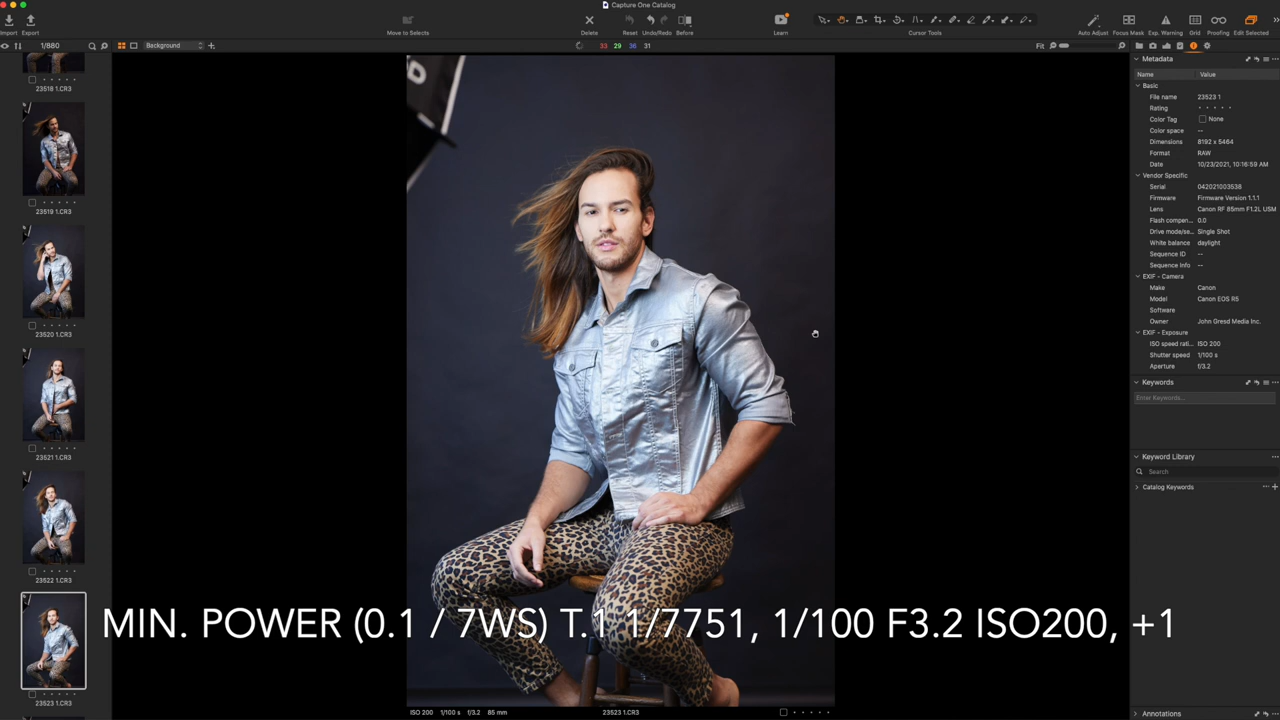 Capture One Catalog
Import
Export
Move to Selects
Delete
Reset
Undo/Redo
Before
Learn
Cursor Tools
Auto Adjust
Focus Mask
Exp. Warning
Grid
Proofing
Edit Selected
1/880
Background
33 29 36 31
Fit
23518 1.CR3
23519 1.CR3
23520 1.CR3
23521 1.CR3
23522 1.CR3
23523 1.CR3
MIN. POWER (0.1 / 7WS) T.1 1/7751, 1/100 F3.2 ISO200, +1
ISO 200 1/100 s f/3.2 85 mm
23523 1.CR3
Metadata
Name Value
Basic
File name 23523 1
Rating
Color Tag None
Color space --
Dimensions 8192 x 5464
Format RAW
Date 10/23/2021, 10:16:59 AM
Vendor Specific
Serial 042021003538
Firmware Firmware Version 1.1.1
Lens Canon RF 85mm F1.2L USM
Flash compen... 0.0
Drive mode/se... Single Shot
White balance daylight
Sequence ID --
Sequence Info --
EXIF - Camera
Make Canon
Model Canon EOS R5
Software
Owner John Gresd Media Inc.
EXIF - Exposure
ISO speed rati... ISO 200
Shutter speed 1/100 s
Aperture f/3.2
Keywords
Enter Keywords...
Keyword Library
Search
Catalog Keywords
Annotations